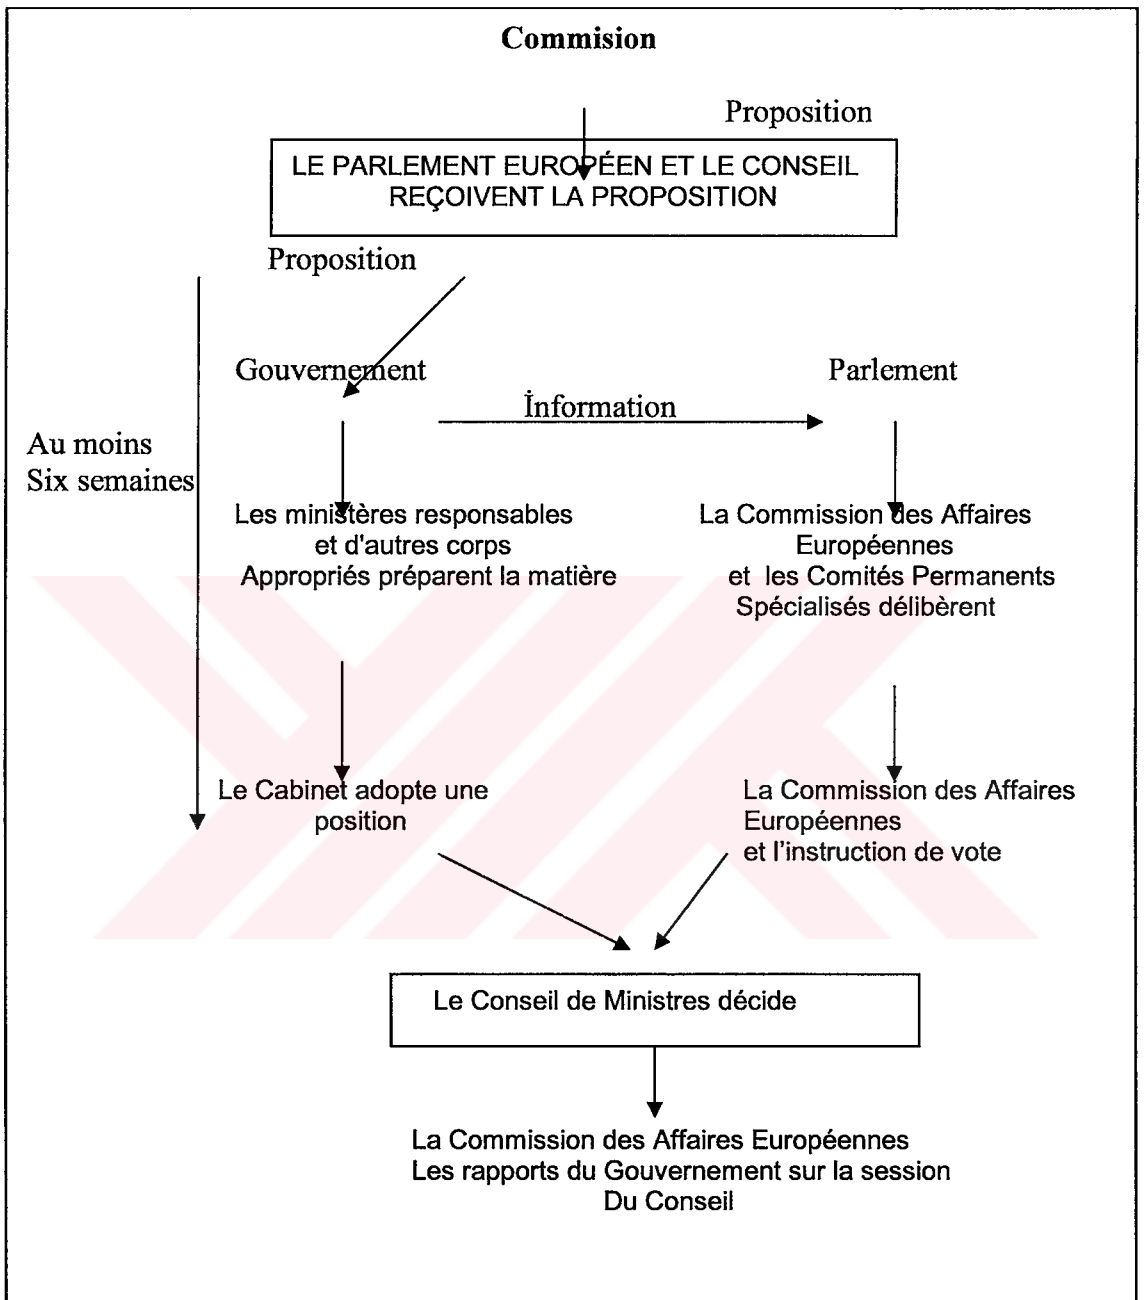 Commision
Proposition
LE PARLEMENT EUROPÉEN ET LE CONSEIL
REÇOIVENT LA PROPOSITION
Proposition
Gouvernement
Parlement
İnformation
Au moins
Six semaines
Les ministères responsables
et d'autres corps
Appropriés préparent la matière
La Commission des Affaires
Européennes
et les Comités Permanents
Spécialisés délibèrent
Le Cabinet adopte une
position
La Commission des Affaires
Européennes
et l'instruction de vote
Le Conseil de Ministres décide
La Commission des Affaires Européennes
Les rapports du Gouvernement sur la session
Du Conseil